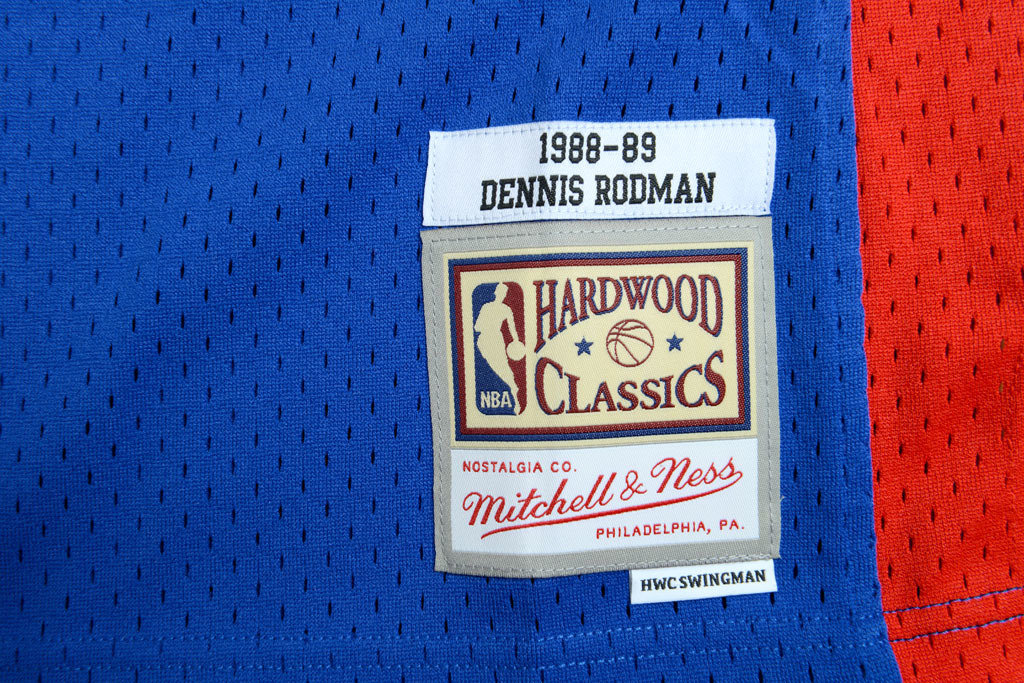 1988-89
DENNIS RODMAN
HARDWOOD
CLASSICS
NBA
NOSTALGIA CO.
Mitchell & Ness
PHILADELPHIA, PA.
HWC SWINGMAN